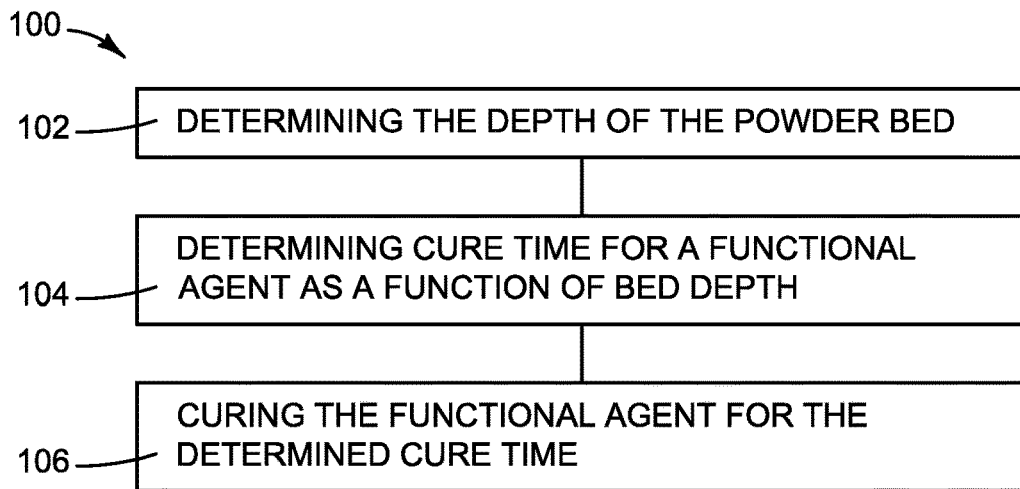 100
102
DETERMINING THE DEPTH OF THE POWDER BED
104
DETERMINING CURE TIME FOR A FUNCTIONAL
AGENT AS A FUNCTION OF BED DEPTH
106
CURING THE FUNCTIONAL AGENT FOR THE
DETERMINED CURE TIME